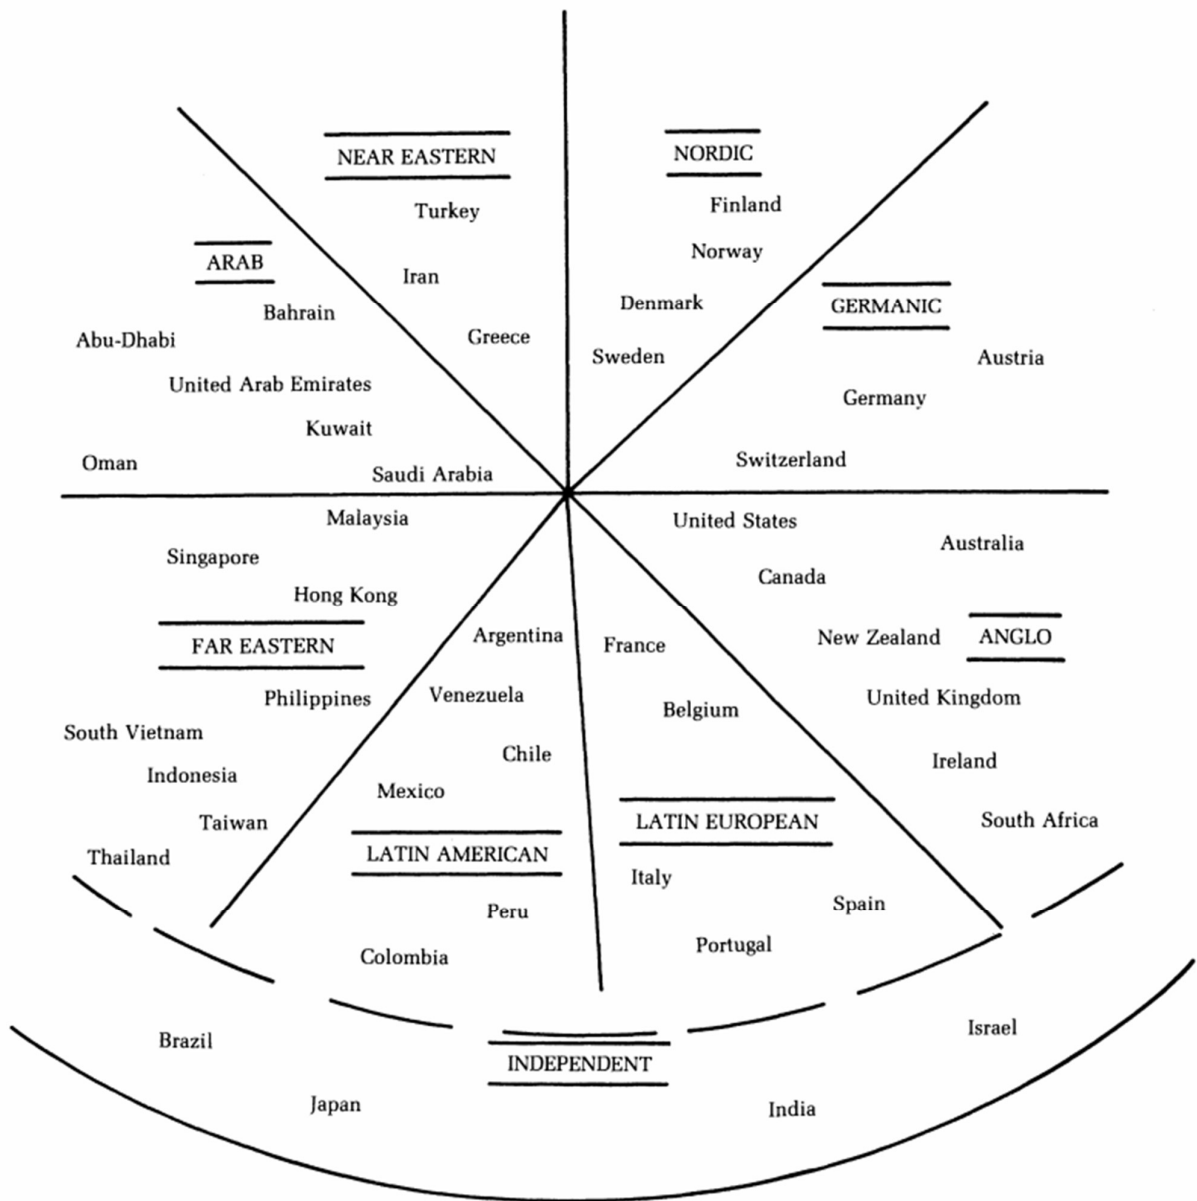 NEAR EASTERN
Turkey
Iran
Greece
NORDIC
Finland
Norway
Denmark
Sweden
ARAB
Bahrain
Abu-Dhabi
United Arab Emirates
Kuwait
Oman
Saudi Arabia
GERMANIC
Austria
Germany
Switzerland
Malaysia
Singapore
Hong Kong
FAR EASTERN
Philippines
South Vietnam
Indonesia
Taiwan
Thailand
Argentina
Venezuela
Chile
Mexico
LATIN AMERICAN
Peru
Colombia
France
Belgium
LATIN EUROPEAN
Italy
Spain
Portugal
United States
Australia
Canada
New Zealand
ANGLO
United Kingdom
Ireland
South Africa
Brazil
Israel
INDEPENDENT
Japan
India